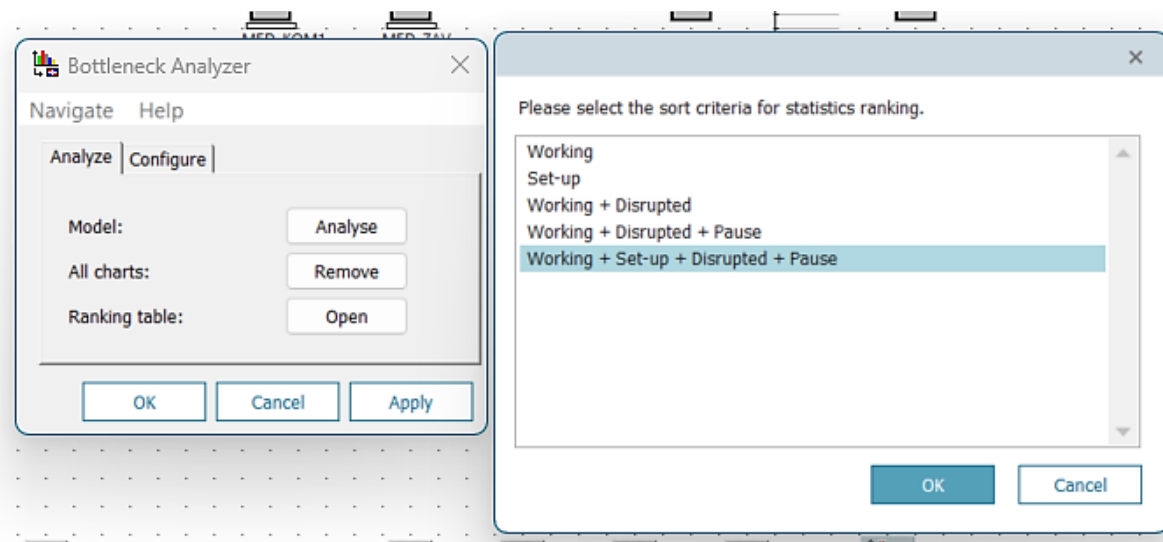 MED_KOM1 MED_ZAV
Bottleneck Analyzer
Navigate Help
Analyze Configure
Model: Analyse
All charts: Remove
Ranking table: Open
OK Cancel Apply
Please select the sort criteria for statistics ranking.
Working
Set-up
Working + Disrupted
Working + Disrupted + Pause
Working + Set-up + Disrupted + Pause
OK Cancel